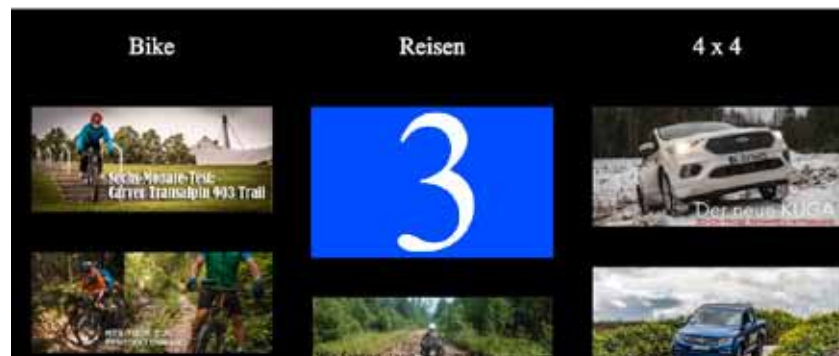 Bike
Reisen
4 x 4
Sechs-Monate-Test:
Carver Transalpin 903 Trail
3
Der neue KUGA